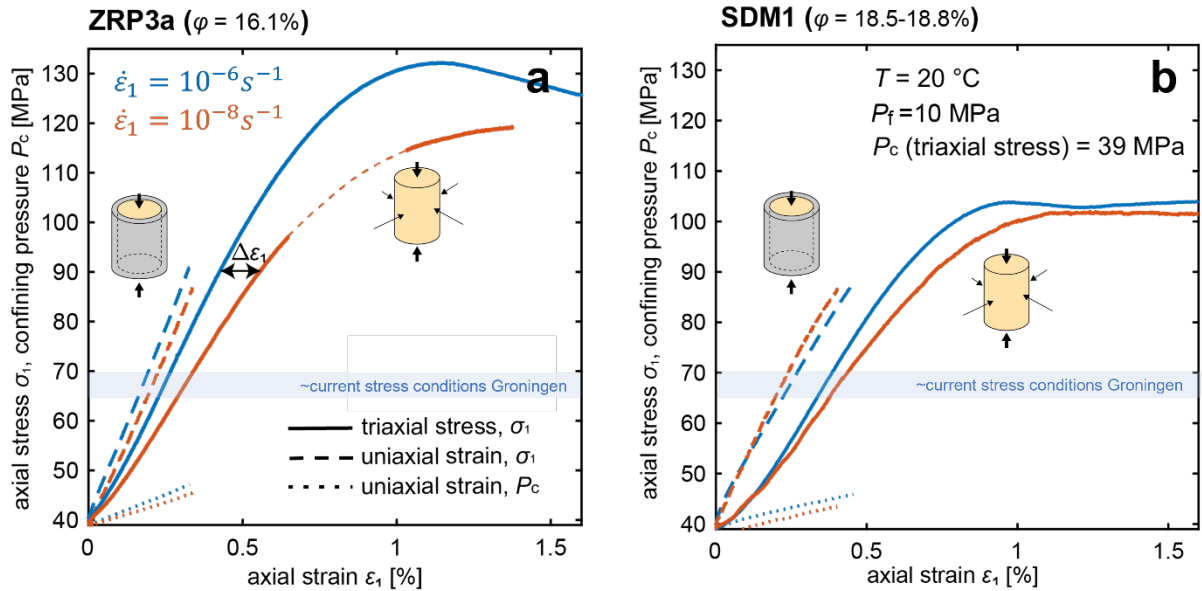 ZRP3a (φ = 16.1%)
a
ε̇₁ = 10⁻⁶s⁻¹
ε̇₁ = 10⁻⁸s⁻¹
axial stress σ₁, confining pressure Pc [MPa]
130
120
110
100
90
80
70
60
50
40
Δε₁
~current stress conditions Groningen
triaxial stress, σ₁
uniaxial strain, σ₁
uniaxial strain, Pc
0
0.5
1
1.5
axial strain ε₁ [%]
SDM1 (φ = 18.5-18.8%)
b
T = 20 °C
Pf =10 MPa
Pc (triaxial stress) = 39 MPa
axial stress σ₁, confining pressure Pc [MPa]
130
120
110
100
90
80
70
60
50
40
~current stress conditions Groningen
0
0.5
1
1.5
axial strain ε₁ [%]